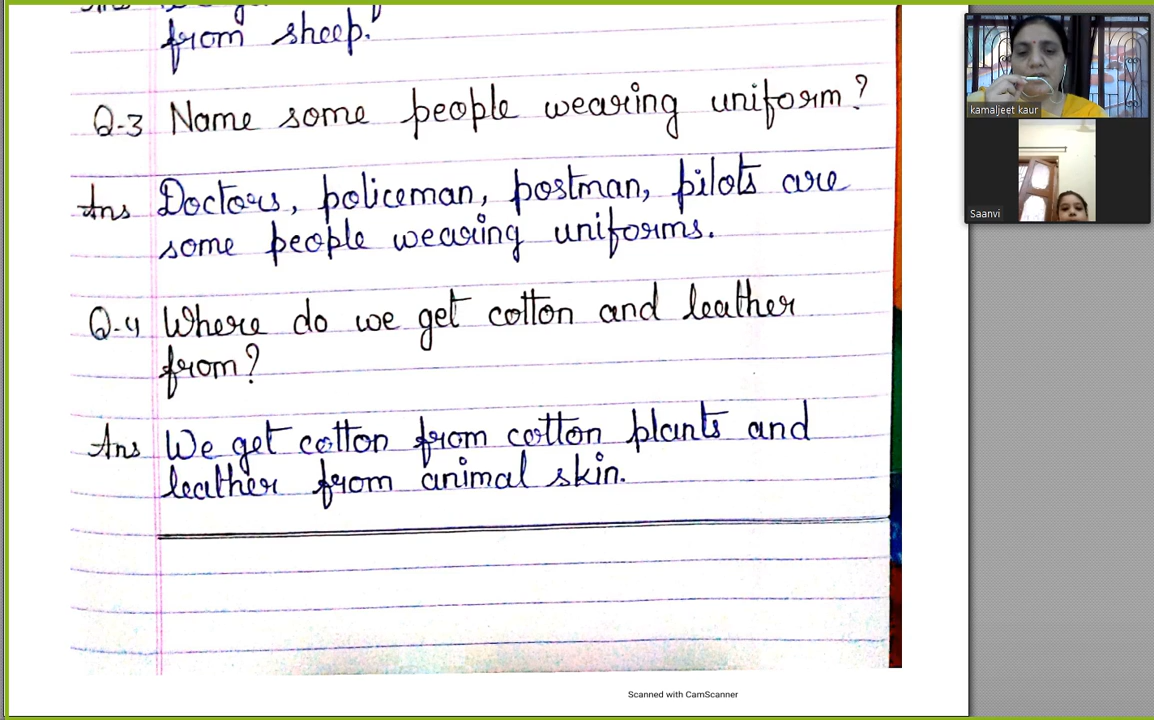 from sheep.
Q.3 Name some people wearing uniform?
Ans Doctors, policeman, postman, pilots are
some people wearing uniforms.
Q.4 Where do we get cotton and leather
from?
Ans We get cotton from cotton plants and
leather from animal skin.
Scanned with CamScanner
kamaljeet kaur
Saanvi